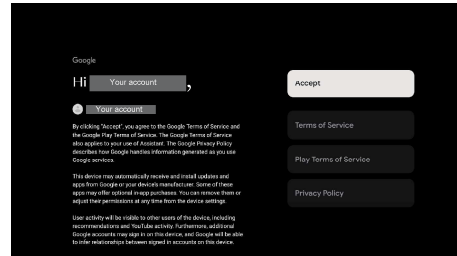 Google
Hi Your account ,
Your account
By clicking "Accept", you agree to the Google Terms of Service and
the Google Play Terms of Service. The Google Terms of Service
also applies to your use of Assistant. The Google Privacy Policy
describes how Google handles information generated as you use
Google services.
This device may automatically receive and install updates and
apps from Google or your device's manufacturer. Some of these
apps may offer optional in-app purchases. You can remove them or
adjust their permissions at any time from the device settings.
User activity will be visible to other users of the device, including
recommendations and YouTube activity. Furthermore, additional
Google accounts may sign in on this device, and Google will be able
to infer relationships between signed in accounts on this device.
Accept
Terms of Service
Play Terms of Service
Privacy Policy